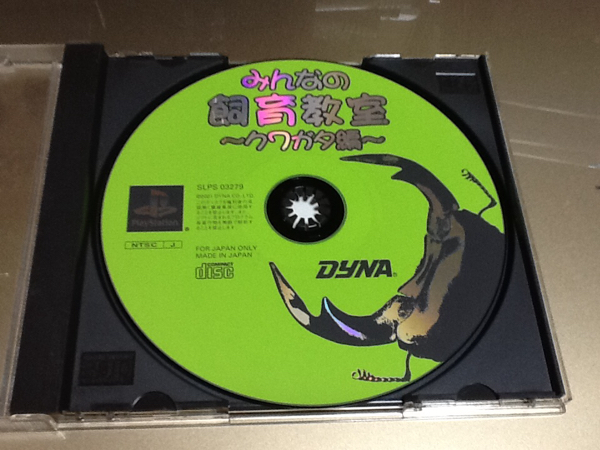 みんなの
飼育教室
～クワガタ編～
SLPS 03279
PlayStation
NTSC J
FOR JAPAN ONLY
MADE IN JAPAN
COMPACT
disc
DYNA®